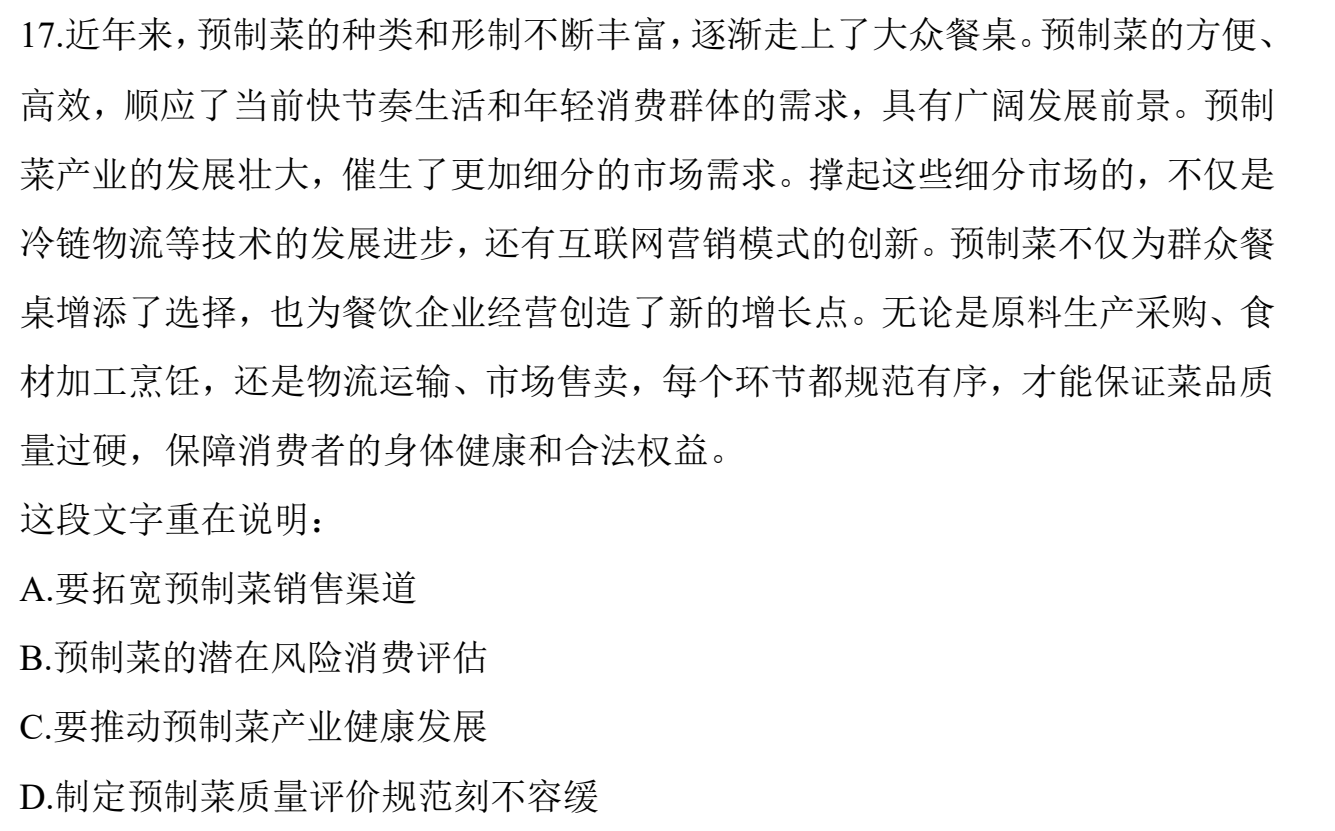 17.近年来，预制菜的种类和形制不断丰富，逐渐走上了大众餐桌。预制菜的方便、
高效，顺应了当前快节奏生活和年轻消费群体的需求，具有广阔发展前景。预制
菜产业的发展壮大，催生了更加细分的市场需求。撑起这些细分市场的，不仅是
冷链物流等技术的发展进步，还有互联网营销模式的创新。预制菜不仅为群众餐
桌增添了选择，也为餐饮企业经营创造了新的增长点。无论是原料生产采购、食
材加工烹饪，还是物流运输、市场售卖，每个环节都规范有序，才能保证菜品质
量过硬，保障消费者的身体健康和合法权益。
这段文字重在说明：
A.要拓宽预制菜销售渠道
B.预制菜的潜在风险消费评估
C.要推动预制菜产业健康发展
D.制定预制菜质量评价规范刻不容缓